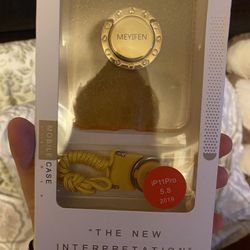 MEYIFEN
MOBILE CASE
iP11Pro
5.8
2019
"THE NEW
INTERPRETATION"